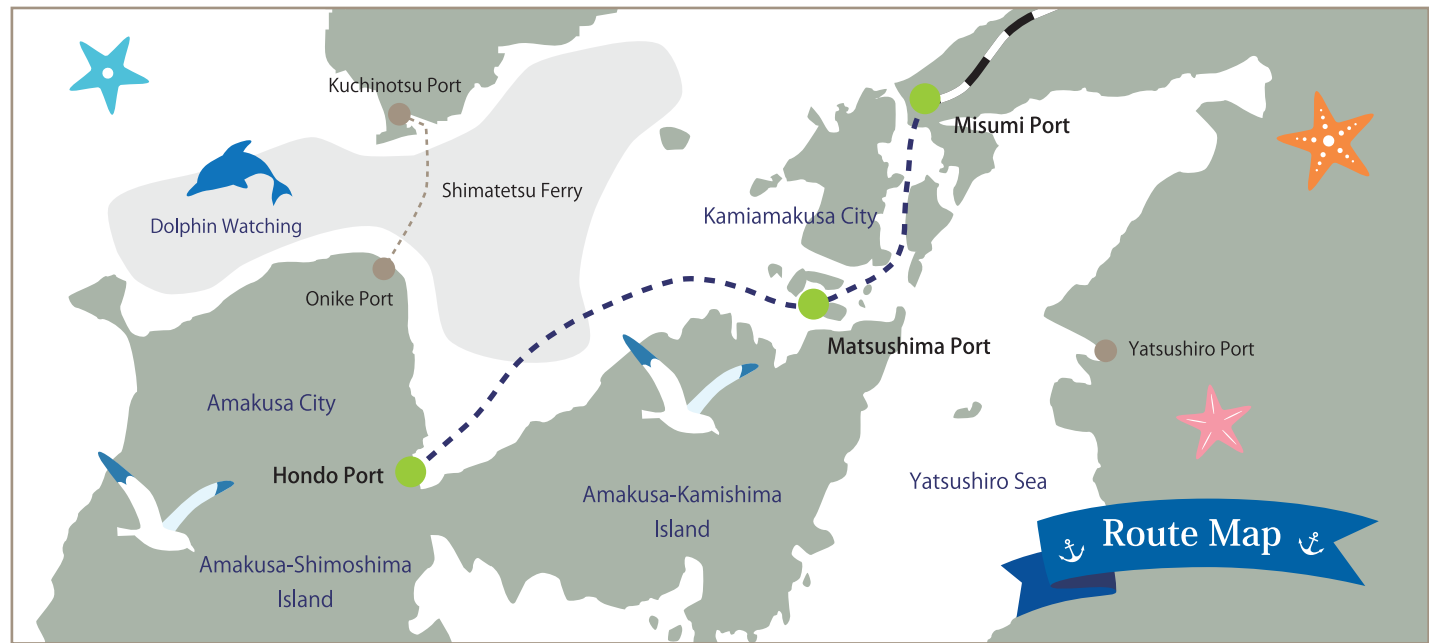 Kuchinotsu Port
Misumi Port
Shimatetsu Ferry
Dolphin Watching
Kamiamakusa City
Onike Port
Matsushima Port
Yatsushiro Port
Amakusa City
Hondo Port
Amakusa-Kamishima
Island
Yatsushiro Sea
Route Map
Amakusa-Shimoshima
Island